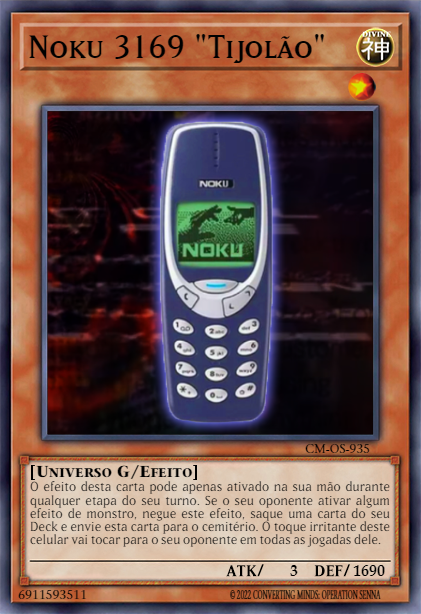 Noku 3169 "Tijolão"
DIVINE
神
NOKU
NOKU
CM-OS-935
[Universo G/Efeito]
O efeito desta carta pode apenas ativado na sua mão durante
qualquer etapa do seu turno. Se o seu oponente ativar algum
efeito de monstro, negue este efeito, saque uma carta do seu
Deck e envie esta carta para o cemitério. O toque irritante deste
celular vai tocar para o seu oponente em todas as jogadas dele.
ATK/ 3 DEF/1690
6911593511
©2022 CONVERTING MINDS: OPERATION SENNA